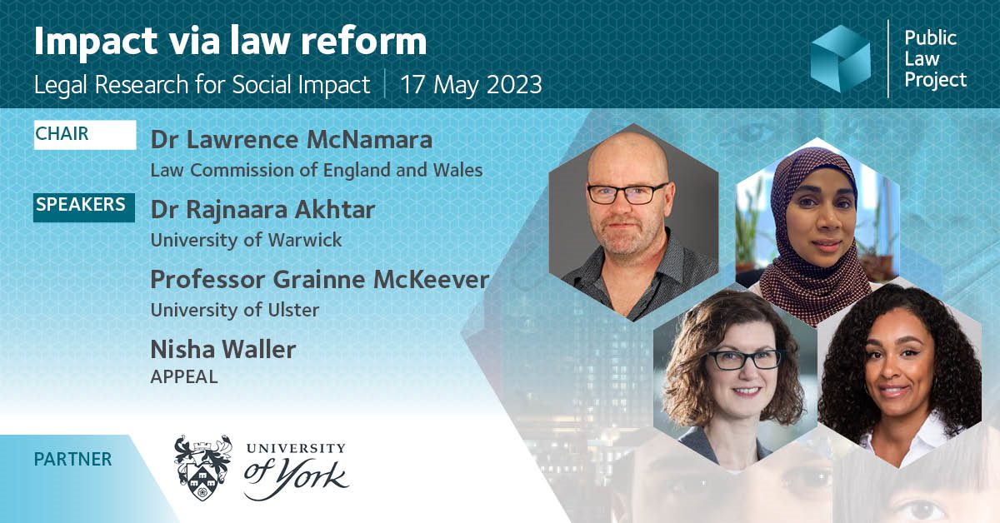 Impact via law reform
Legal Research for Social Impact | 17 May 2023
Public
Law
Project
CHAIR
Dr Lawrence McNamara
Law Commission of England and Wales
SPEAKERS
Dr Rajnaara Akhtar
University of Warwick
Professor Grainne McKeever
University of Ulster
Nisha Waller
APPEAL
PARTNER
UNIVERSITY
of York